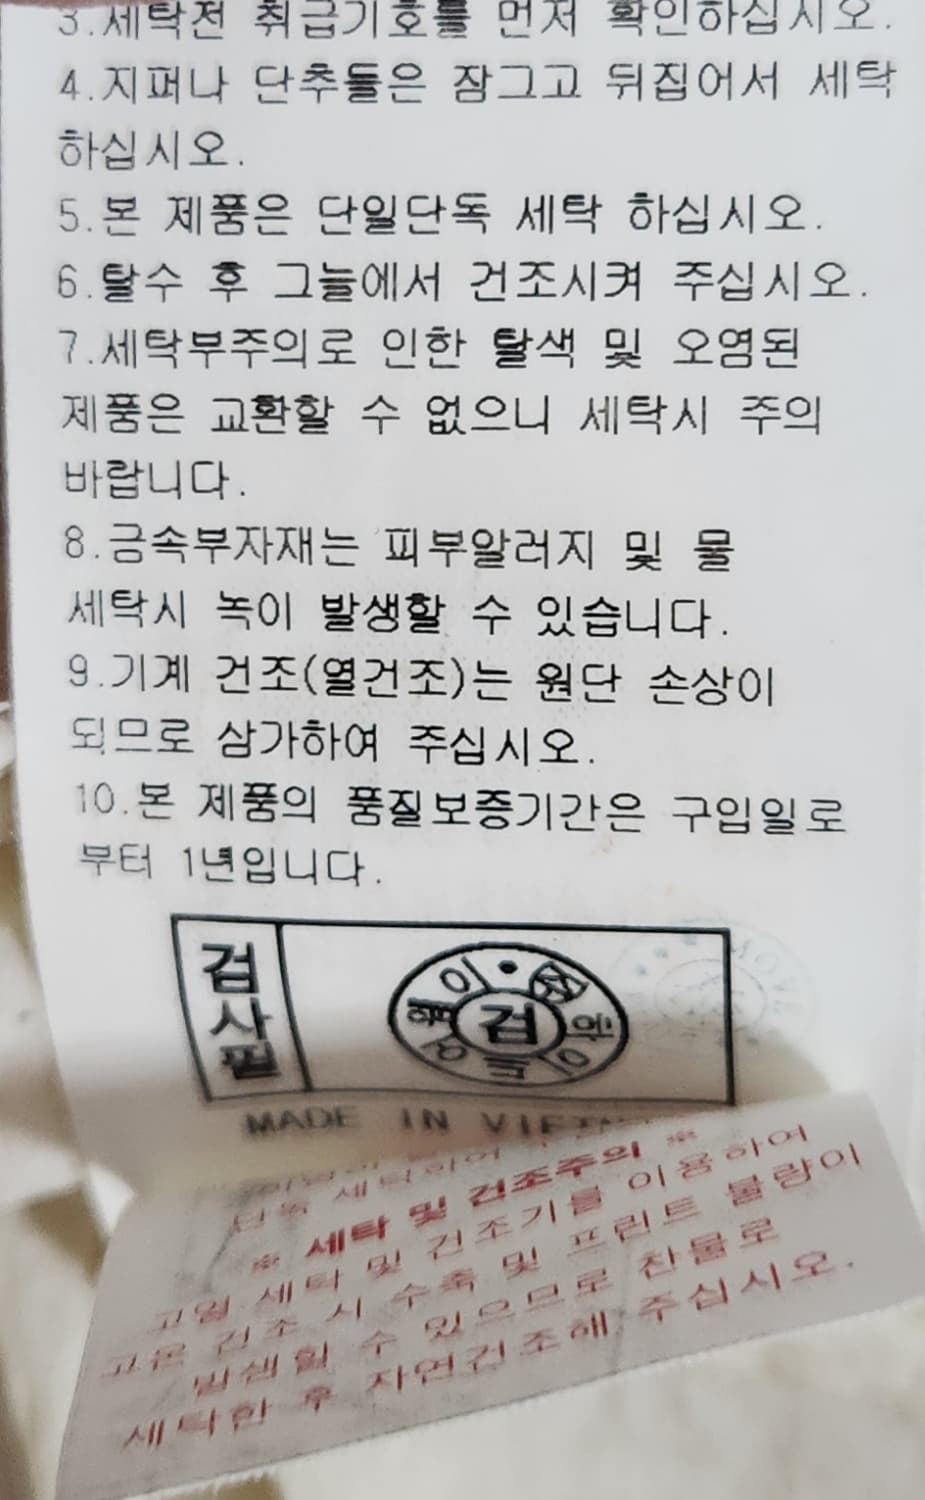 3.세탁전 취급기호를 먼저 확인하십시오.
4.지퍼나 단추들은 잠그고 뒤집어서 세탁
하십시오.
5.본 제품은 단일단독 세탁 하십시오.
6.탈수 후 그늘에서 건조시켜 주십시오.
7.세탁부주의로 인한 탈색 및 오염된
제품은 교환할 수 없으니 세탁시 주의
바랍니다.
8.금속부자재는 피부알러지 및 물
세탁시 녹이 발생할 수 있습니다.
9.기계 건조(열건조)는 원단 손상이
되므로 삼가하여 주십시오.
10.본 제품의 품질보증기간은 구입일로
부터 1년입니다.
검사필
검
MADE IN
단독 세탁하여
※ 세탁 및 건조주의 ※
고열 세탁 및 건조기를 이용하여
고온 건조 시 수축 및 프린트 불량이
발생할 수 있으므로 찬물로
세탁한 후 자연건조해 주십시오.